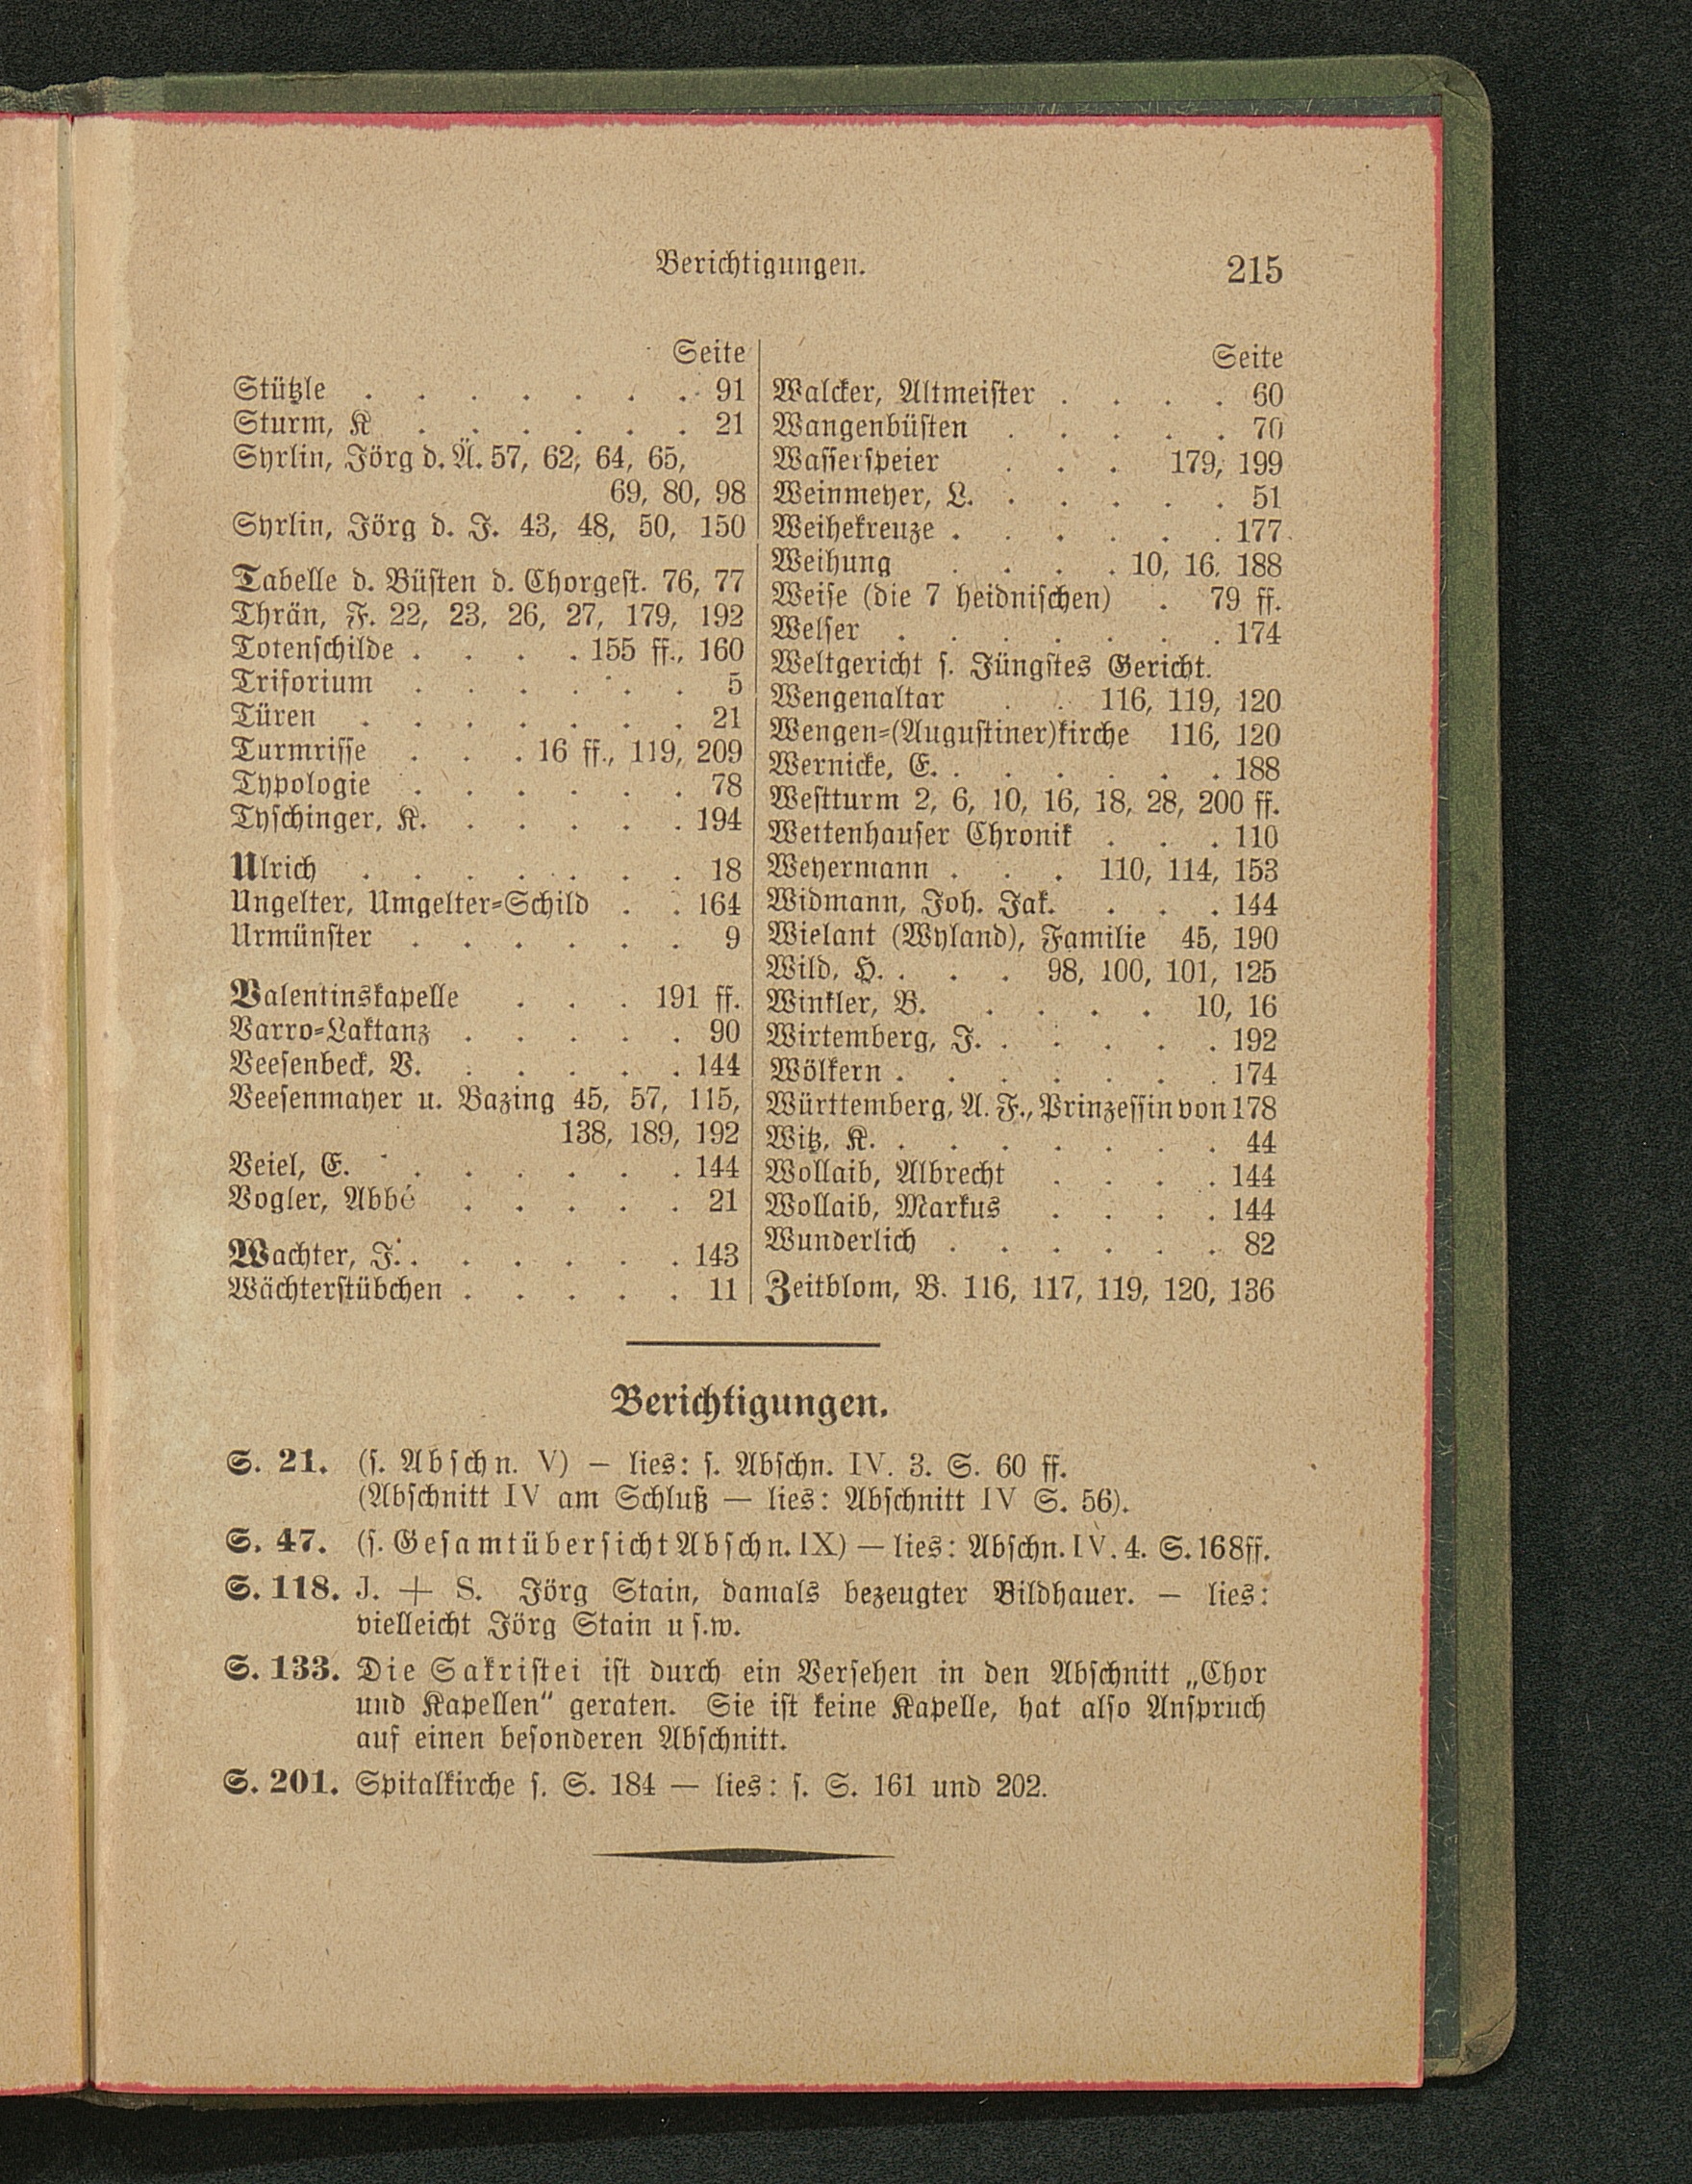 Berichtigungen. 215
Seite
Stützle . . . . . . . 91
Sturm, K . . . . . . 21
Syrlin, Jörg d. Ä. 57, 62, 64, 65,
69, 80, 98
Syrlin, Jörg d. J. 43, 48, 50, 150
Tabelle d. Büsten d. Chorgest. 76, 77
Thrän, F. 22, 23, 26, 27, 179, 192
Totenschilde . . . . 155 ff., 160
Triforium . . . . . . 5
Türen . . . . . . . 21
Turmrisse . . . 16 ff., 119, 209
Typologie . . . . . . 78
Tyschinger, K. . . . . . 194
Ulrich . . . . . . . 18
Ungelter, Umgelter-Schild . . 164
Urmünster . . . . . . 9
Valentinskapelle . . . 191 ff.
Varro-Laktanz . . . . . 90
Veesenbeck, V. . . . . . 144
Veesenmayer u. Bazing 45, 57, 115,
138, 189, 192
Veiel, E. . . . . . . 144
Vogler, Abbé . . . . . 21
Wachter, J. . . . . . . 143
Wächterstübchen . . . . . 11
Seite
Walcker, Altmeister . . . . 60
Wangenbüsten . . . . . 70
Wasserspeier . . . 179, 199
Weinmeyer, L. . . . . . 51
Weihekreuze . . . . . . 177
Weihung . . . . 10, 16, 188
Weise (die 7 heidnischen) . 79 ff.
Welser . . . . . . . 174
Weltgericht s. Jüngstes Gericht.
Wengenaltar . . 116, 119, 120
Wengen-(Augustiner)kirche 116, 120
Wernicke, E. . . . . . . 188
Westturm 2, 6, 10, 16, 18, 28, 200 ff.
Wettenhauser Chronik . . . 110
Weyermann . . . 110, 114, 153
Widmann, Joh. Jak. . . . 144
Wielant (Wyland), Familie 45, 190
Wild, H. . . . 98, 100, 101, 125
Winkler, B. . . . . 10, 16
Wirtemberg, J. . . . . . 192
Wölkern . . . . . . . 174
Württemberg, A. F., Prinzessin von 178
Witz, K. . . . . . . . 44
Wollaib, Albrecht . . . . 144
Wollaib, Markus . . . . 144
Wunderlich . . . . . . 82
Zeitblom, B. 116, 117, 119, 120, 136
Berichtigungen.
S. 21. (s. Abschn. V) — lies: s. Abschn. IV. 3. S. 60 ff.
(Abschnitt IV am Schluß — lies: Abschnitt IV S. 56).
S. 47. (s. Gesamtübersicht Abschn. IX) — lies: Abschn. IV. 4. S. 168 ff.
S. 118. J. + S. Jörg Stain, damals bezeugter Bildhauer. — lies:
vielleicht Jörg Stain u s.w.
S. 133. Die Sakristei ist durch ein Versehen in den Abschnitt „Chor
und Kapellen“ geraten. Sie ist keine Kapelle, hat also Anspruch
auf einen besonderen Abschnitt.
S. 201. Spitalkirche s. S. 184 — lies: s. S. 161 und 202.